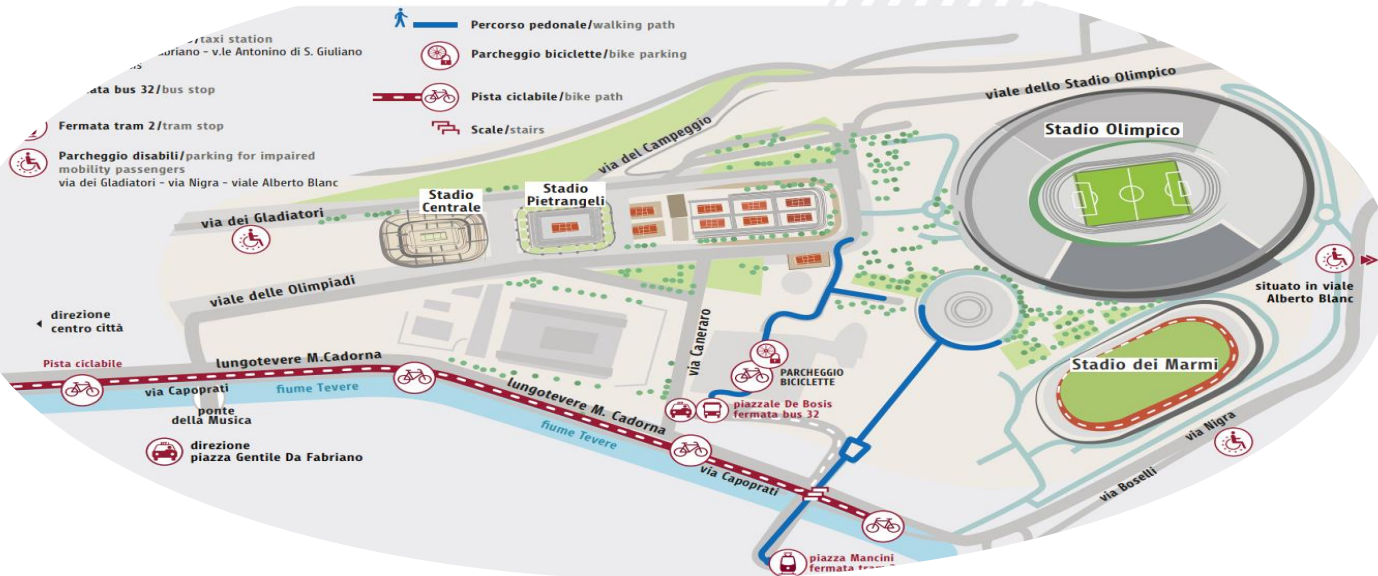 /taxi station
briano - v.le Antonino di S. Giuliano
bus 32/bus stop
Fermata tram 2/tram stop
Parcheggio disabili/parking for impaired
mobility passengers
via dei Gladiatori - via Nigra - viale Alberto Blanc
Percorso pedonale/walking path
Parcheggio biciclette/bike parking
Pista ciclabile/bike path
Scale/stairs
viale dello Stadio Olimpico
via del Campeggio
Stadio Olimpico
Stadio
Centrale
Stadio
Pietrangeli
via dei Gladiatori
viale delle Olimpiadi
situato in viale
Alberto Blanc
direzione
centro città
via Caneraro
Pista ciclabile
lungotevere M.Cadorna
Stadio dei Marmi
PARCHEGGIO
BICICLETTE
via Capoprati
fiume Tevere
lungotevere M. Cadorna
piazzale De Bosis
fermata bus 32
ponte
della Musica
fiume Tevere
via Nigra
direzione
piazza Gentile Da Fabriano
via Capoprati
via Boselli
piazza Mancini
fermata tram